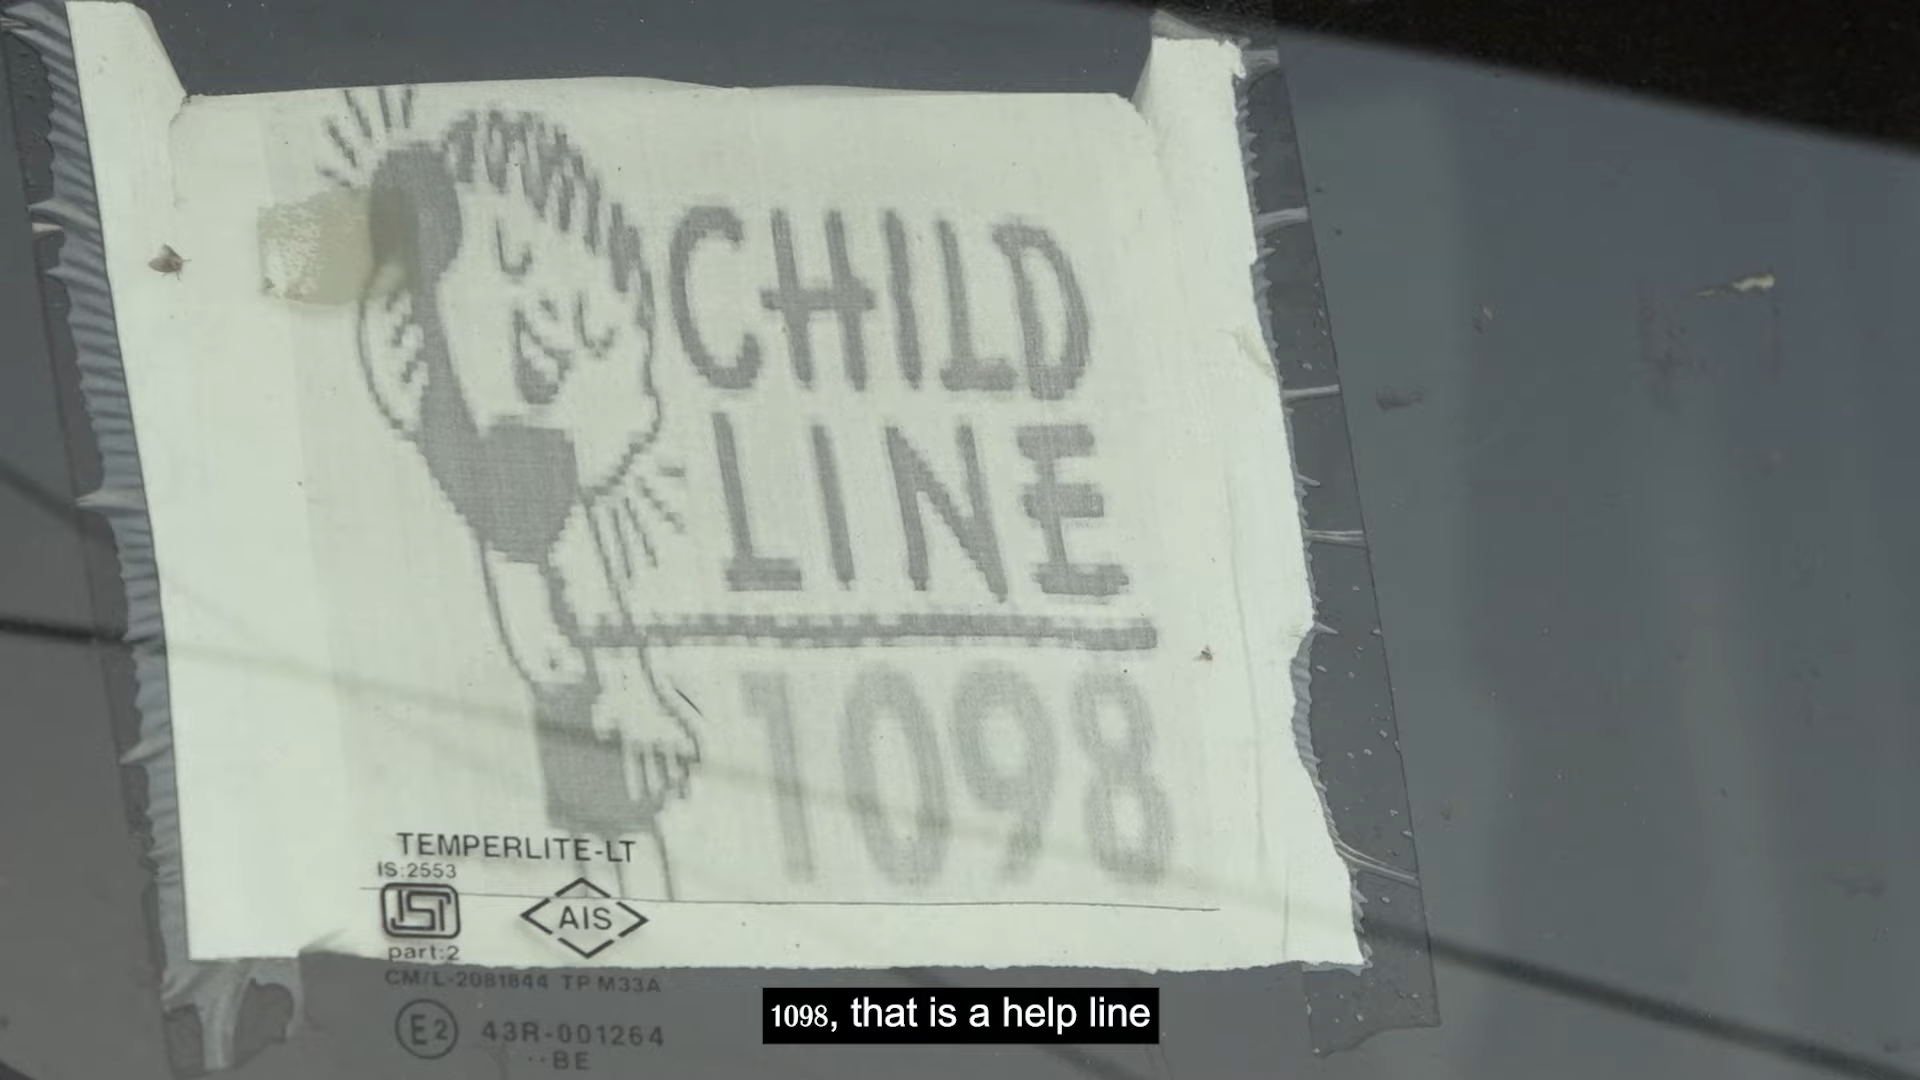 CHILD
LINE
1098
TEMPERLITE-LT
IS:2553
ISI
AIS
part:2
CM/L-2081844 TP M33A
E2 43R-001264
··BE
1098, that is a help line